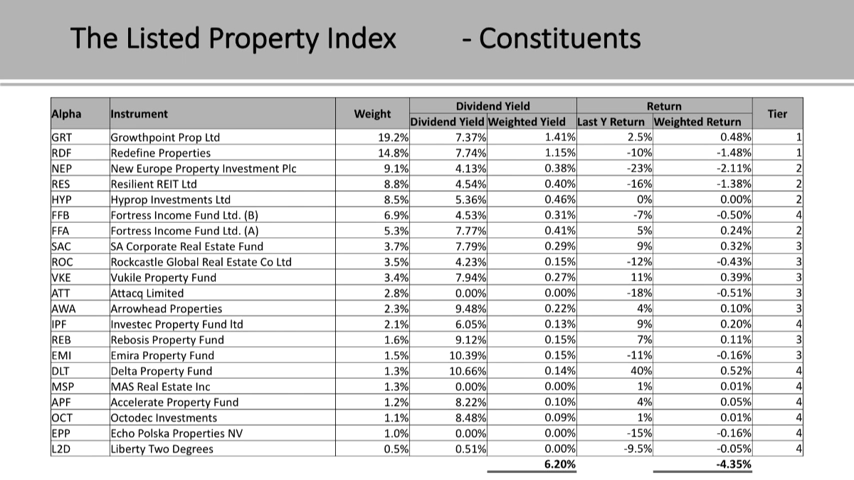 The Listed Property Index - Constituents
Alpha Instrument Weight Dividend Yield Return Tier
Dividend Yield Weighted Yield Last Y Return Weighted Return
GRT Growthpoint Prop Ltd 19.2% 7.37% 1.41% 2.5% 0.48% 1
RDF Redefine Properties 14.8% 7.74% 1.15% -10% -1.48% 1
NEP New Europe Property Investment Plc 9.1% 4.13% 0.38% -23% -2.11% 2
RES Resilient REIT Ltd 8.8% 4.54% 0.40% -16% -1.38% 2
HYP Hyprop Investments Ltd 8.5% 5.36% 0.46% 0% 0.00% 2
FFB Fortress Income Fund Ltd. (B) 6.9% 4.53% 0.31% -7% -0.50% 4
FFA Fortress Income Fund Ltd. (A) 5.3% 7.77% 0.41% 5% 0.24% 2
SAC SA Corporate Real Estate Fund 3.7% 7.79% 0.29% 9% 0.32% 3
ROC Rockcastle Global Real Estate Co Ltd 3.5% 4.23% 0.15% -12% -0.43% 3
VKE Vukile Property Fund 3.4% 7.94% 0.27% 11% 0.39% 3
ATT Attacq Limited 2.8% 0.00% 0.00% -18% -0.51% 3
AWA Arrowhead Properties 2.3% 9.48% 0.22% 4% 0.10% 3
IPF Investec Property Fund ltd 2.1% 6.05% 0.13% 9% 0.20% 4
REB Rebosis Property Fund 1.6% 9.12% 0.15% 7% 0.11% 3
EMI Emira Property Fund 1.5% 10.39% 0.15% -11% -0.16% 3
DLT Delta Property Fund 1.3% 10.66% 0.14% 40% 0.52% 4
MSP MAS Real Estate Inc 1.3% 0.00% 0.00% 1% 0.01% 4
APF Accelerate Property Fund 1.2% 8.22% 0.10% 4% 0.05% 4
OCT Octodec Investments 1.1% 8.48% 0.09% 1% 0.01% 4
EPP Echo Polska Properties NV 1.0% 0.00% 0.00% -15% -0.16% 4
L2D Liberty Two Degrees 0.5% 0.51% 0.00% -9.5% -0.05% 4
6.20% -4.35%